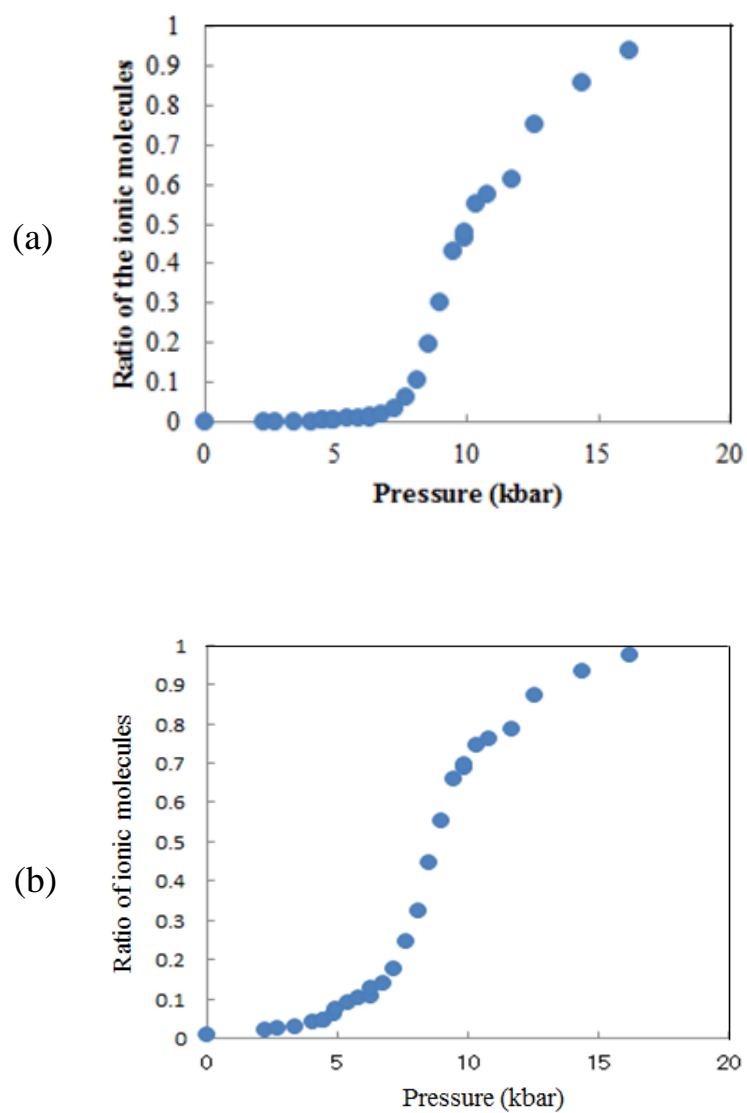 (a)
Ratio of the ionic molecules
1
0.9
0.8
0.7
0.6
0.5
0.4
0.3
0.2
0.1
0
0 5 10 15 20
Pressure (kbar)
(b)
Ratio of ionic molecules
1
0.9
0.8
0.7
0.6
0.5
0.4
0.3
0.2
0.1
0
0 5 10 15 20
Pressure (kbar)